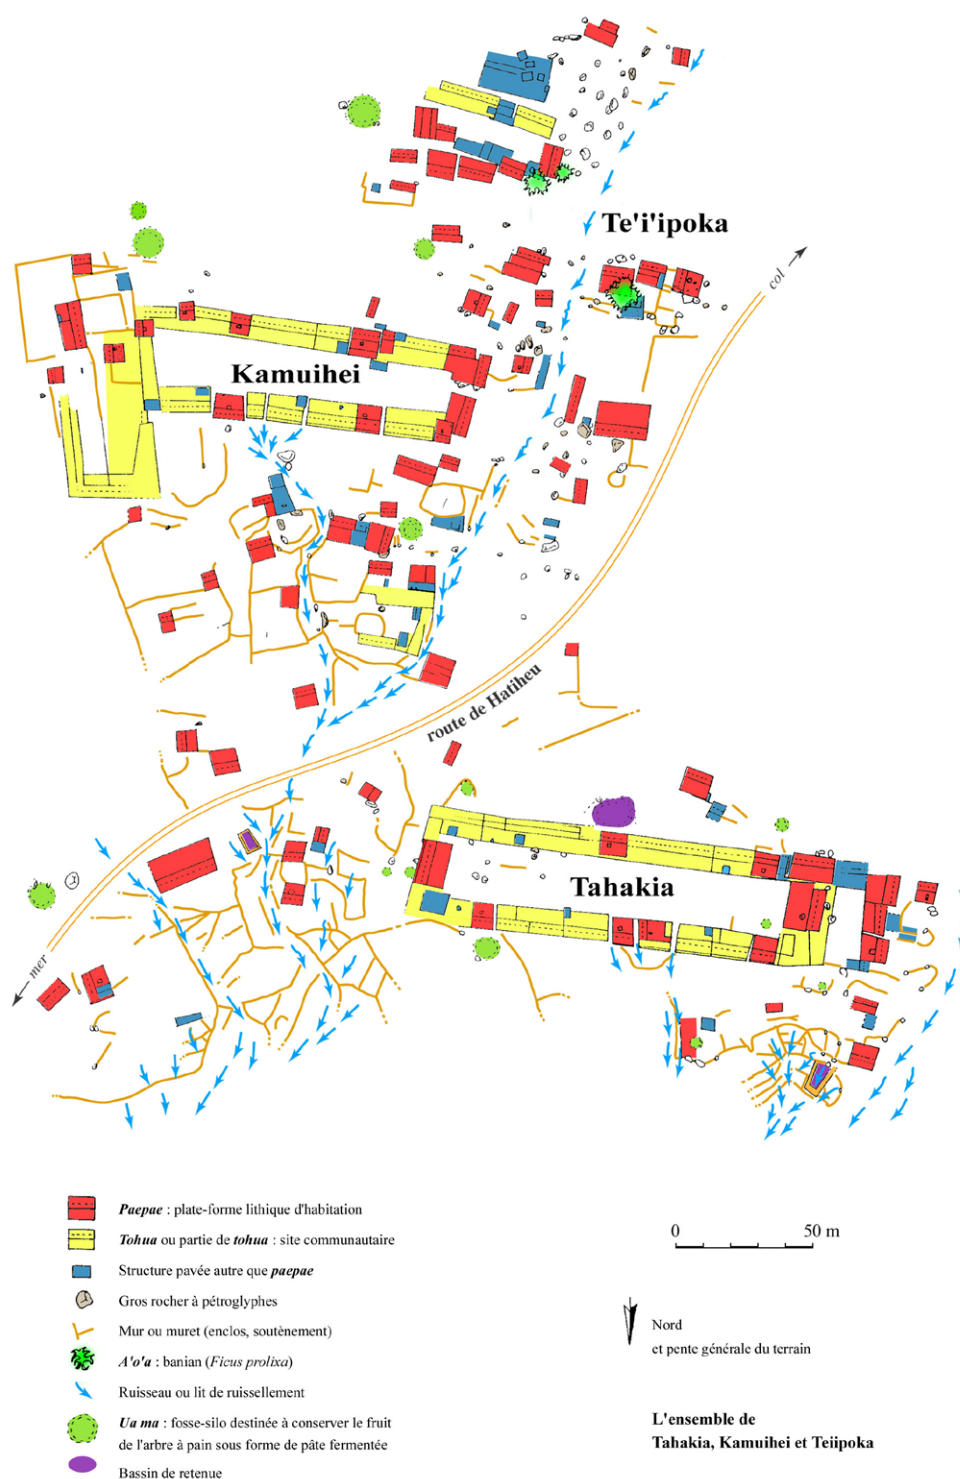 Te'i'ipoka
col
Kamuihei
route de Hatiheu
Tahakia
mer
Paepae : plate-forme lithique d'habitation
Tohua ou partie de tohua : site communautaire
Structure pavée autre que paepae
Gros rocher à pétroglyphes
Mur ou muret (enclos, soutènement)
A'o'a : banian (Ficus prolixa)
Ruisseau ou lit de ruissellement
Ua ma : fosse-silo destinée à conserver le fruit
de l'arbre à pain sous forme de pâte fermentée
Bassin de retenue
0 50 m
Nord
et pente générale du terrain
L'ensemble de
Tahakia, Kamuihei et Teiipoka